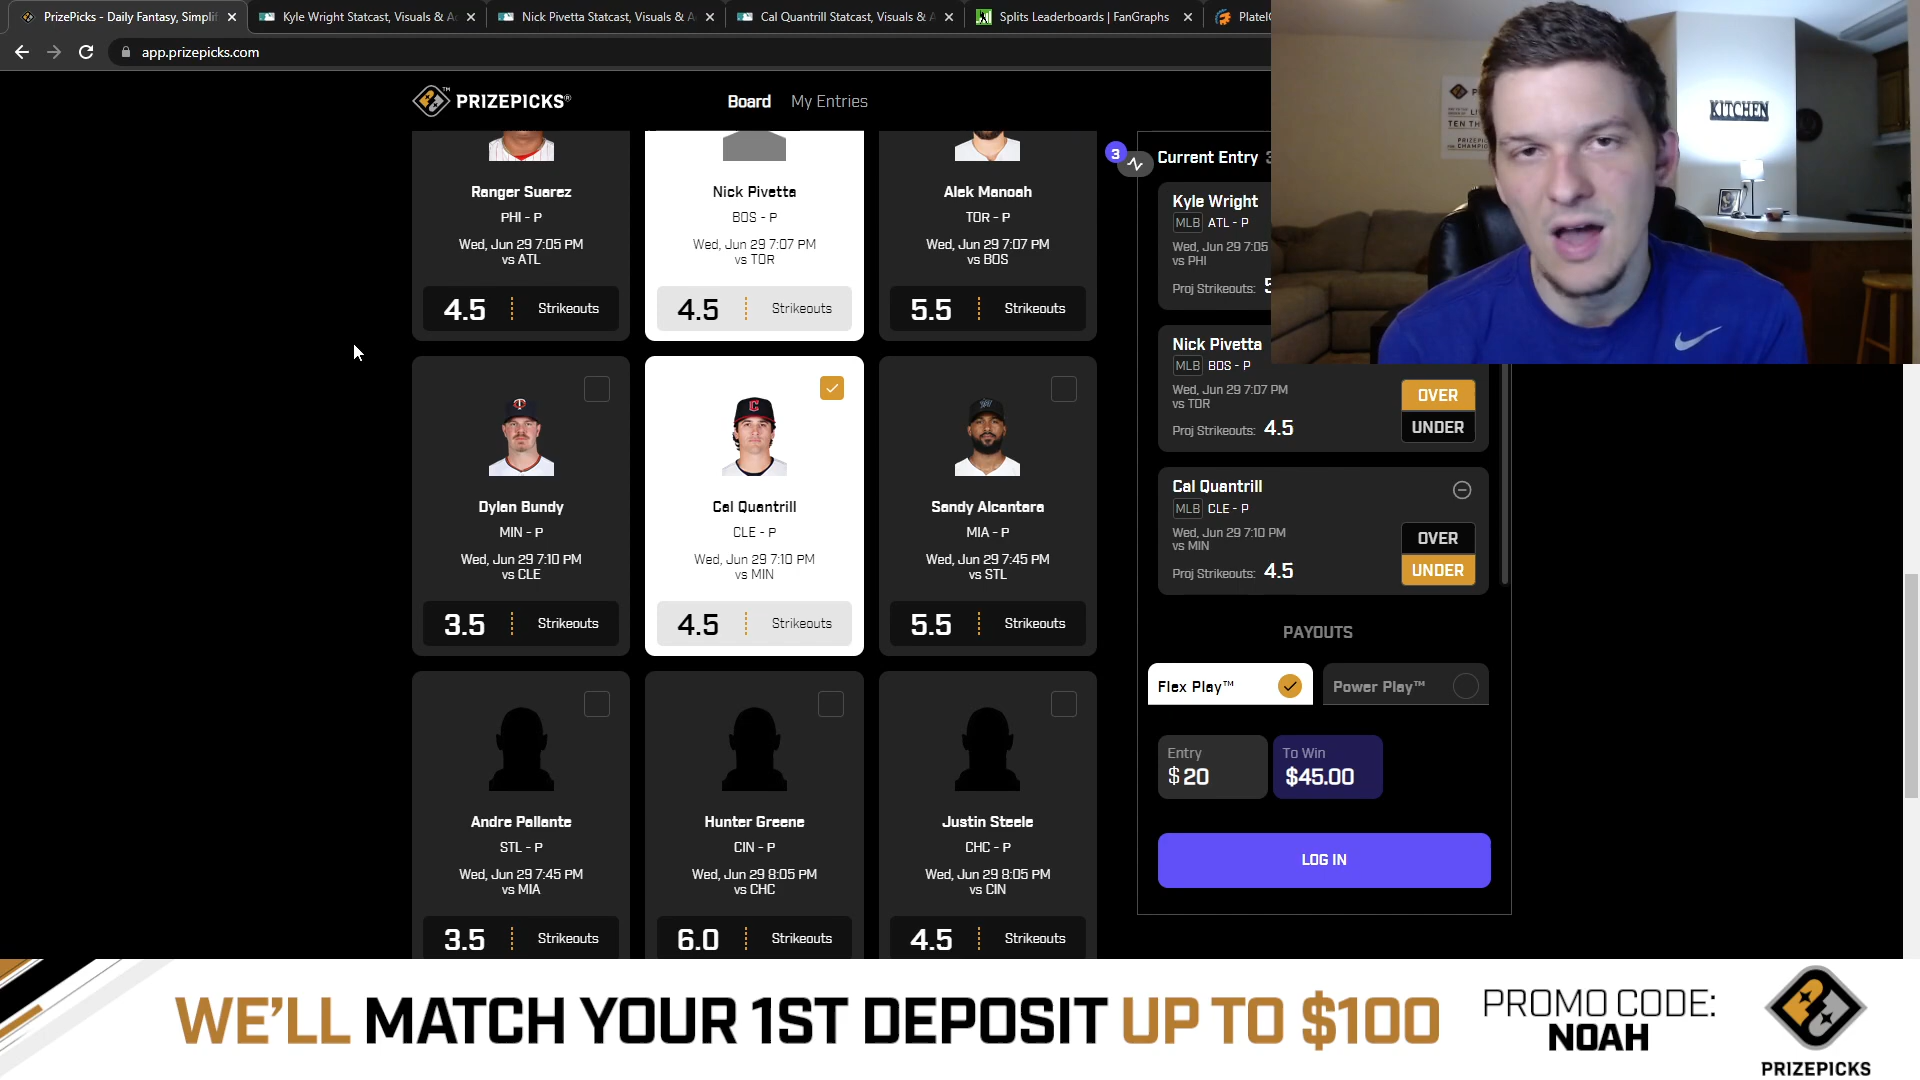 PrizePicks - Daily Fantasy, Simplif
Kyle Wright Statcast, Visuals & A
Nick Pivetta Statcast, Visuals & A
Cal Quantrill Statcast, Visuals & A
Splits Leaderboards | FanGraphs
app.prizepicks.com
PRIZEPICKS®
Board
My Entries
KITCHEN
Ranger Suarez
PHI - P
Wed, Jun 29 7:05 PM
vs ATL
4.5
Strikeouts
Nick Pivetta
BOS - P
Wed, Jun 29 7:07 PM
vs TOR
4.5
Strikeouts
Alek Manoah
TOR - P
Wed, Jun 29 7:07 PM
vs BOS
5.5
Strikeouts
Dylan Bundy
MIN - P
Wed, Jun 29 7:10 PM
vs CLE
3.5
Strikeouts
Cal Quantrill
CLE - P
Wed, Jun 29 7:10 PM
vs MIN
4.5
Strikeouts
Sandy Alcantara
MIA - P
Wed, Jun 29 7:45 PM
vs STL
5.5
Strikeouts
Andre Pallante
STL - P
Wed, Jun 29 7:45 PM
vs MIA
3.5
Strikeouts
Hunter Greene
CIN - P
Wed, Jun 29 8:05 PM
vs CHC
6.0
Strikeouts
Justin Steele
CHC - P
Wed, Jun 29 8:05 PM
vs CIN
4.5
Strikeouts
3
Current Entry
Kyle Wright
MLB ATL - P
Wed, Jun 29 7:05
vs PHI
Proj Strikeouts:
Nick Pivetta
MLB BOS - P
Wed, Jun 29 7:07 PM
vs TOR
Proj Strikeouts: 4.5
OVER
UNDER
Cal Quantrill
MLB CLE - P
Wed, Jun 29 7:10 PM
vs MIN
Proj Strikeouts: 4.5
OVER
UNDER
PAYOUTS
Flex Play™
Power Play™
Entry
$ 20
To Win
$45.00
LOG IN
WE'LL MATCH YOUR 1ST DEPOSIT UP TO $100
PROMO CODE:
NOAH
PRIZEPICKS